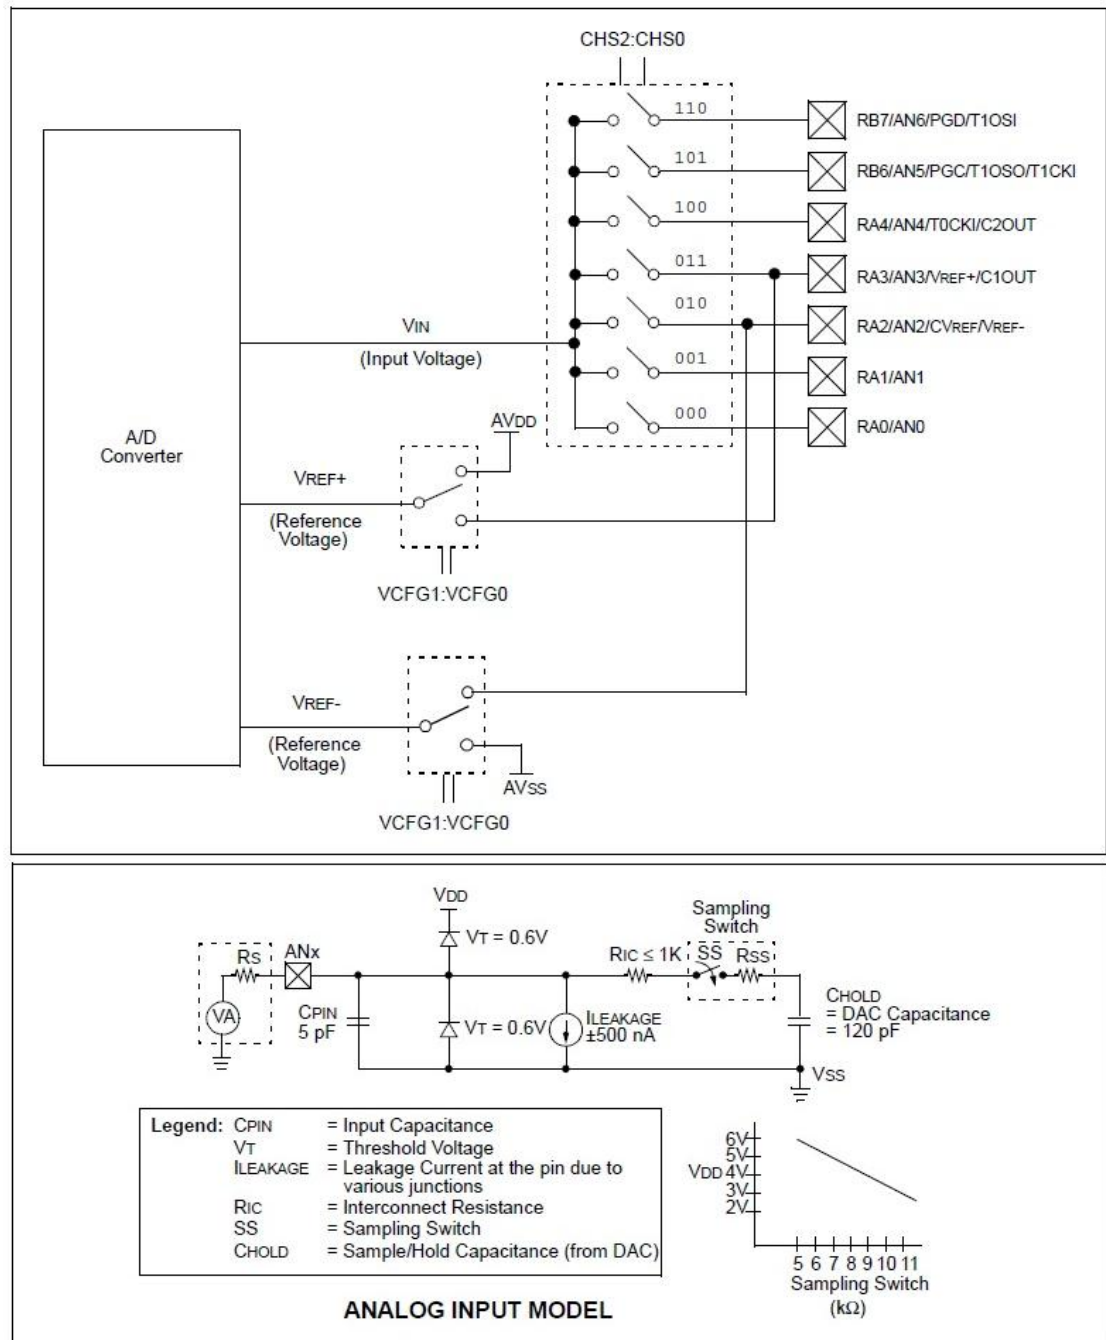 CHS2:CHS0
110
RB7/AN6/PGD/T1OSI
101
RB6/AN5/PGC/T1OSO/T1CKI
100
RA4/AN4/T0CKI/C2OUT
011
RA3/AN3/VREF+/C1OUT
010
RA2/AN2/CVREF/VREF-
001
RA1/AN1
000
RA0/AN0
VIN
(Input Voltage)
A/D
Converter
AVDD
VREF+
(Reference
Voltage)
VCFG1:VCFG0
VREF-
(Reference
Voltage)
AVSS
VCFG1:VCFG0
VDD
Sampling
Switch
RS
ANx
VT = 0.6V
RIC ≤ 1K
SS
RSS
VA
CPIN
5 pF
VT = 0.6V
ILEAKAGE
±500 nA
CHOLD
= DAC Capacitance
= 120 pF
VSS
Legend: CPIN = Input Capacitance
VT = Threshold Voltage
ILEAKAGE = Leakage Current at the pin due to
various junctions
RIC = Interconnect Resistance
SS = Sampling Switch
CHOLD = Sample/Hold Capacitance (from DAC)
6V
5V
VDD 4V
3V
2V
5 6 7 8 9 10 11
Sampling Switch
(kΩ)
ANALOG INPUT MODEL